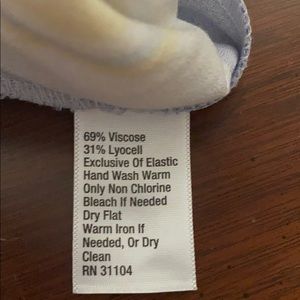 69% Viscose
31% Lyocell
Exclusive Of Elastic
Hand Wash Warm
Only Non Chlorine
Bleach If Needed
Dry Flat
Warm Iron If
Needed, Or Dry
Clean
RN 31104